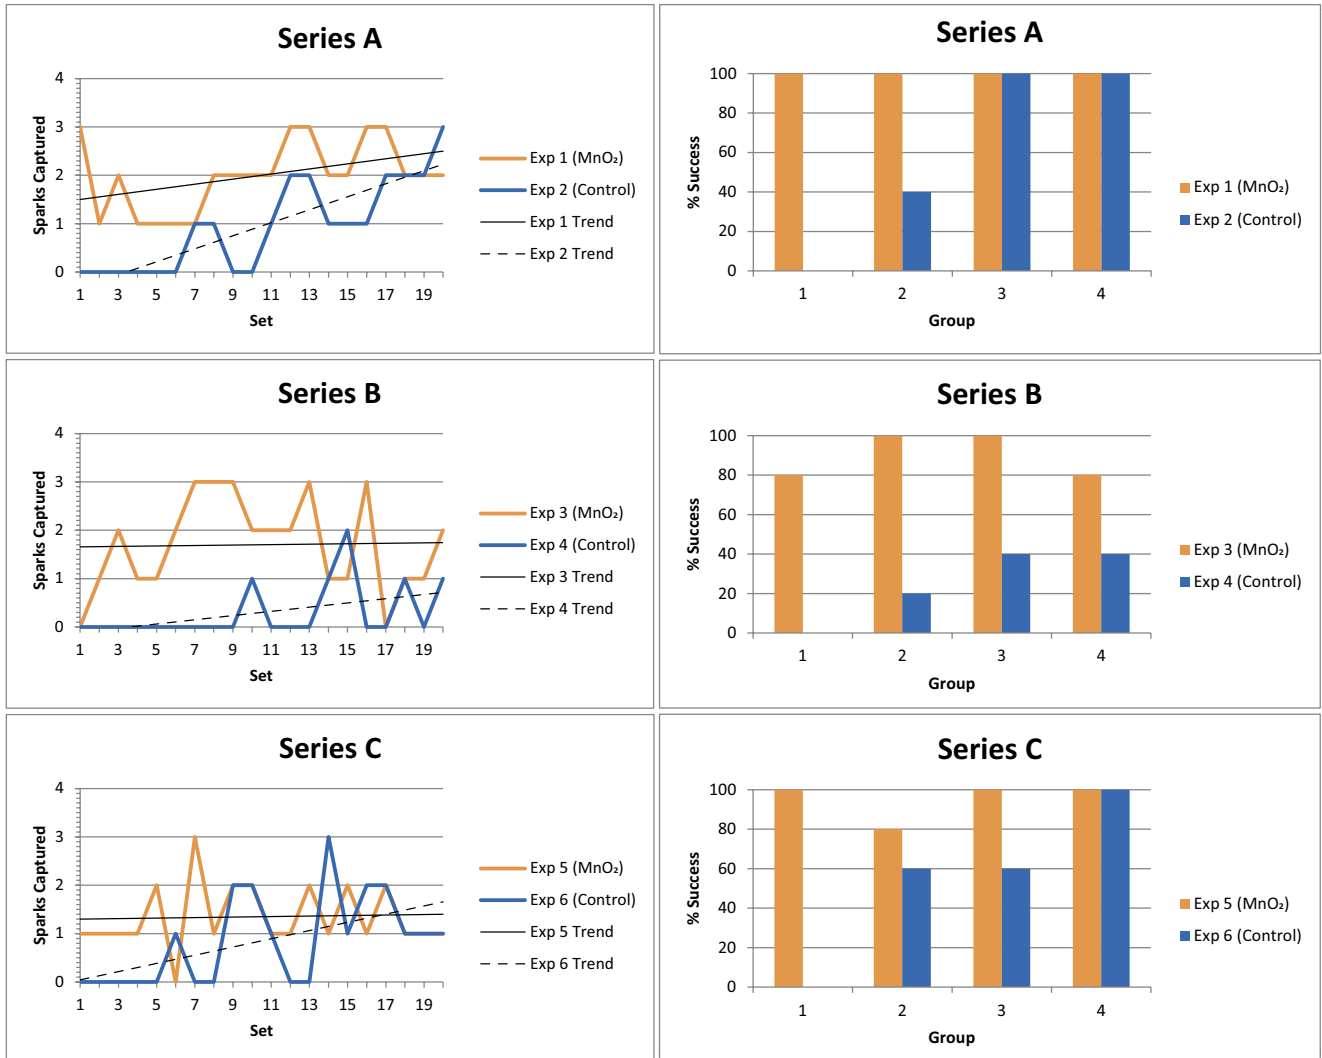 Series A
Sparks Captured
4
3
2
1
0
1 3 5 7 9 11 13 15 17 19
Set
Exp 1 (MnO₂)
Exp 2 (Control)
Exp 1 Trend
Exp 2 Trend
Series A
% Success
100
80
60
40
20
0
1 2 3 4
Group
Exp 1 (MnO₂)
Exp 2 (Control)
Series B
Sparks Captured
4
3
2
1
0
1 3 5 7 9 11 13 15 17 19
Set
Exp 3 (MnO₂)
Exp 4 (Control)
Exp 3 Trend
Exp 4 Trend
Series B
% Success
100
80
60
40
20
0
1 2 3 4
Group
Exp 3 (MnO₂)
Exp 4 (Control)
Series C
Sparks Captured
4
3
2
1
0
1 3 5 7 9 11 13 15 17 19
Set
Exp 5 (MnO₂)
Exp 6 (Control)
Exp 5 Trend
Exp 6 Trend
Series C
% Success
100
80
60
40
20
0
1 2 3 4
Group
Exp 5 (MnO₂)
Exp 6 (Control)